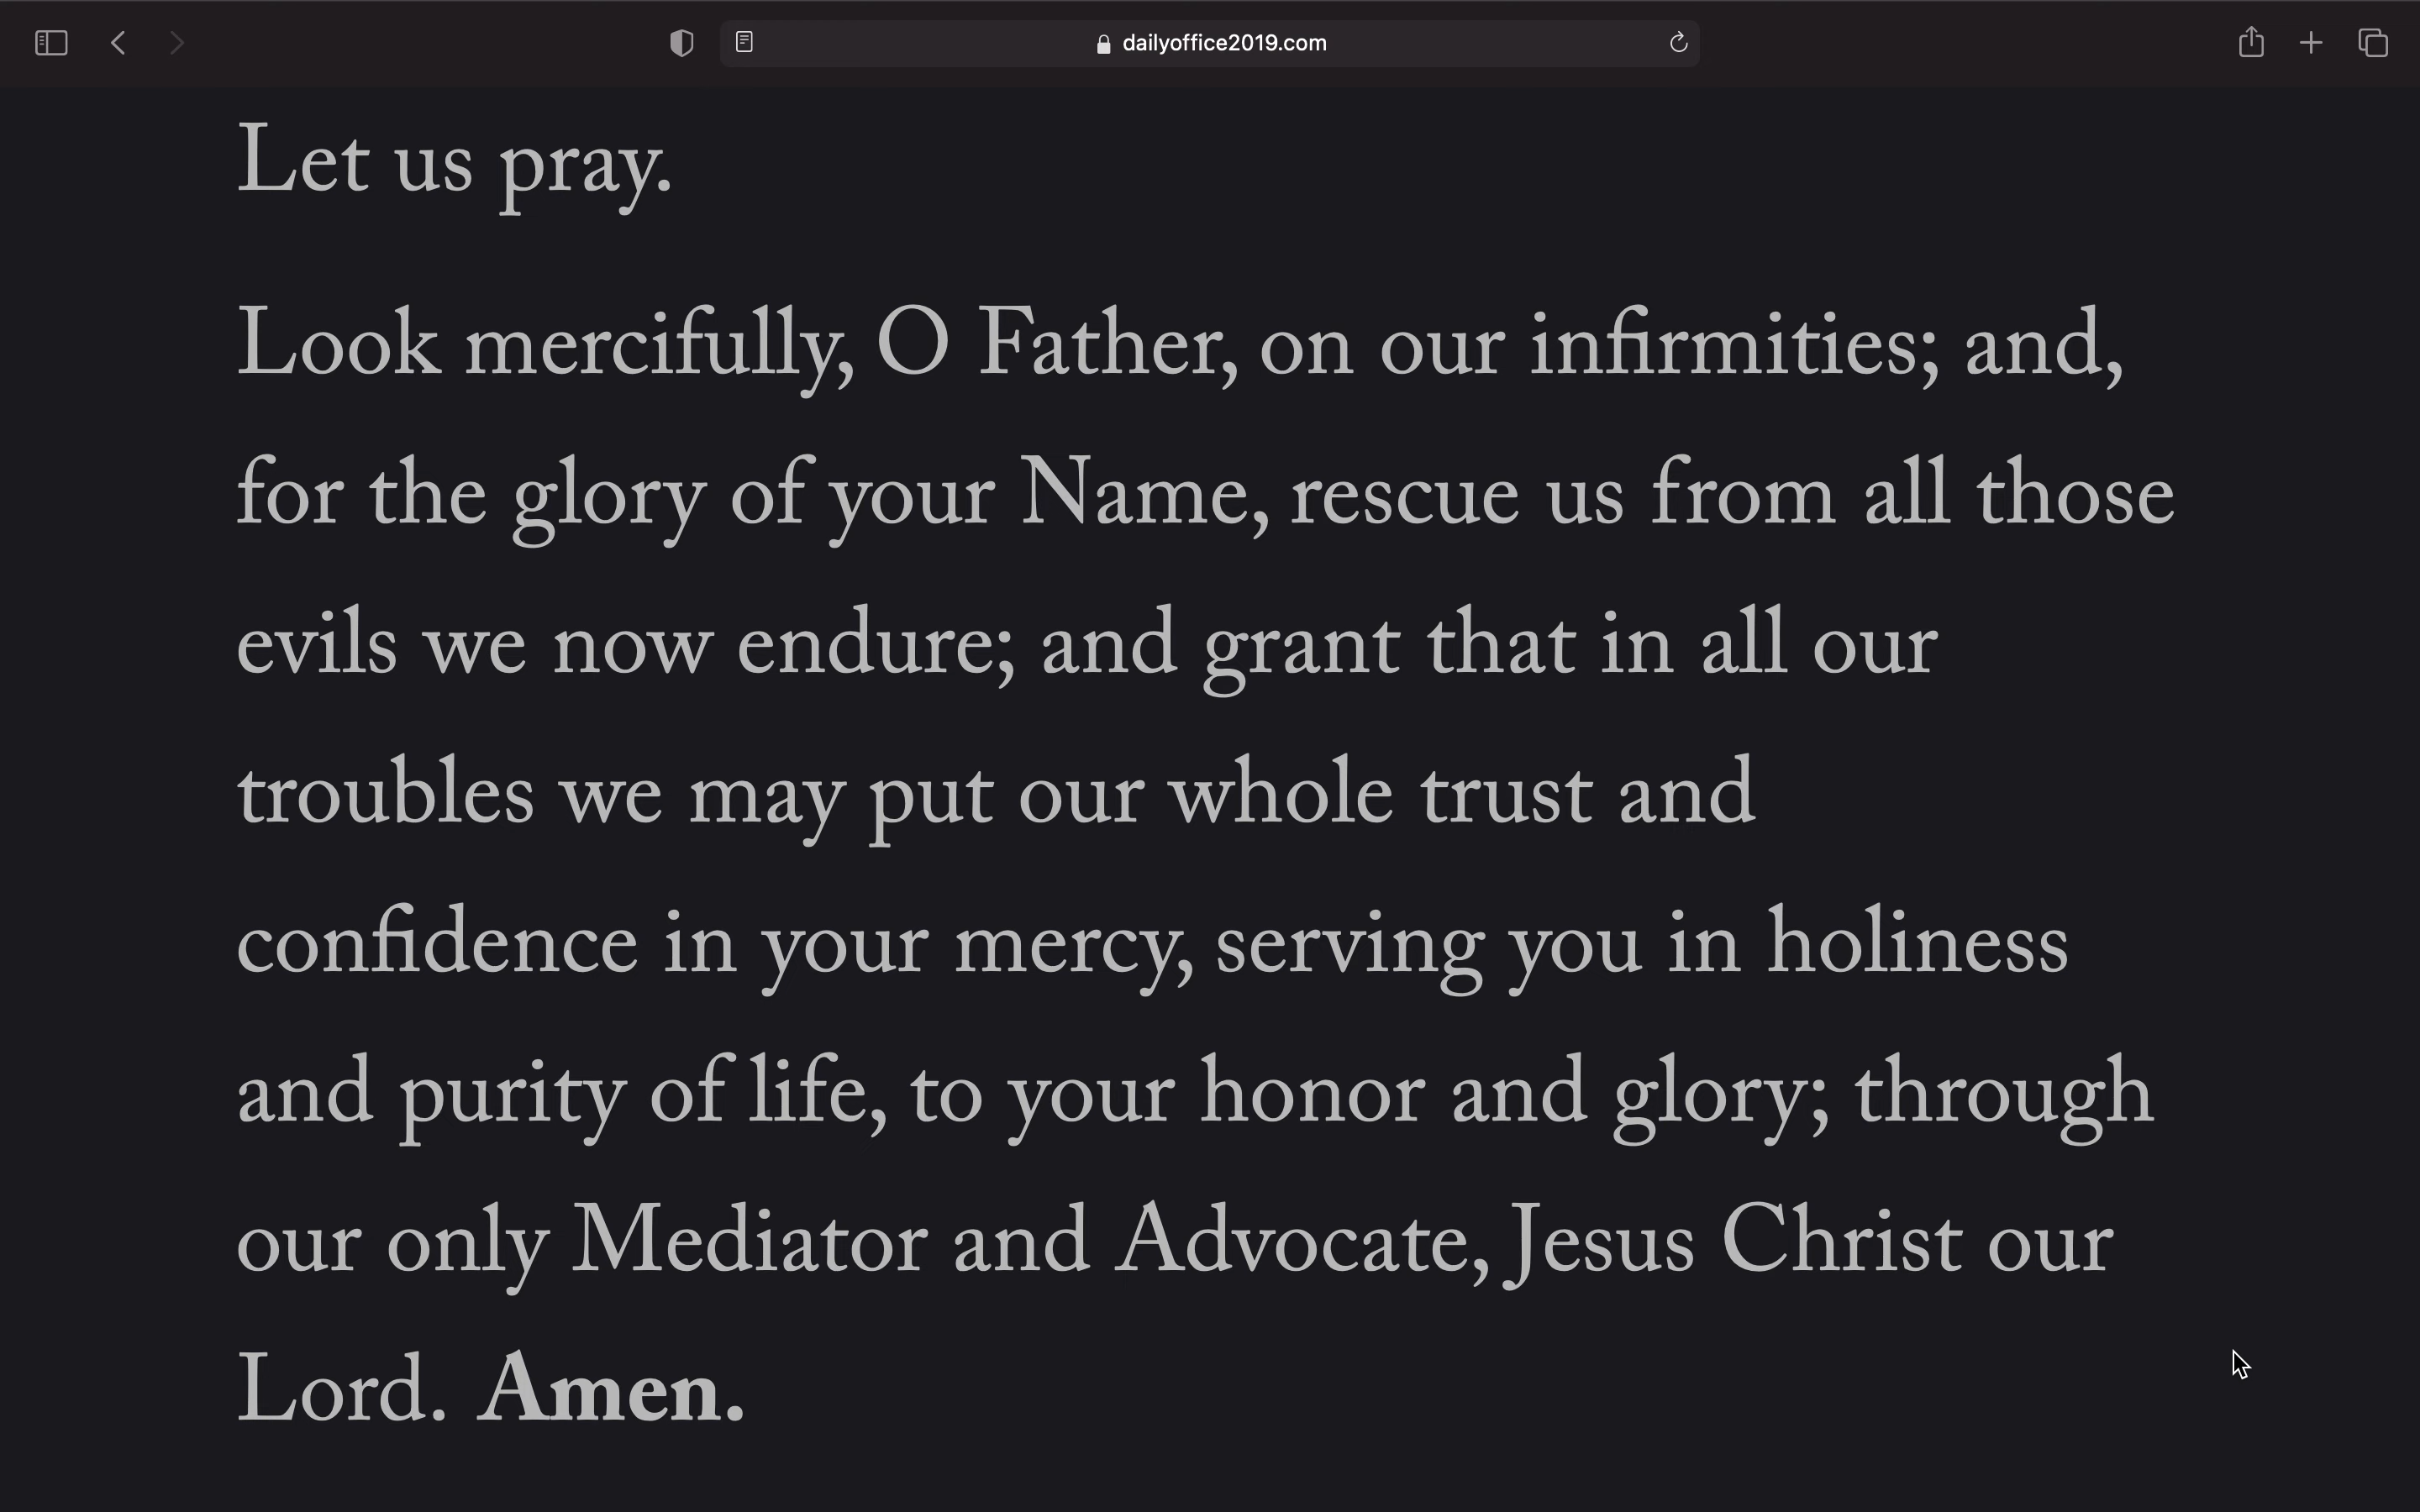 dailyoffice2019.com
Let us pray.
Look mercifully, O Father, on our infirmities; and,
for the glory of your Name, rescue us from all those
evils we now endure; and grant that in all our
troubles we may put our whole trust and
confidence in your mercy, serving you in holiness
and purity of life, to your honor and glory; through
our only Mediator and Advocate, Jesus Christ our
Lord. Amen.